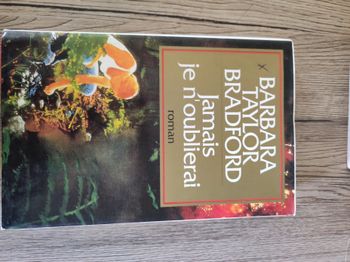 BARBARA
TAYLOR
BRADFORD
Jamais
je n'oublierai
roman